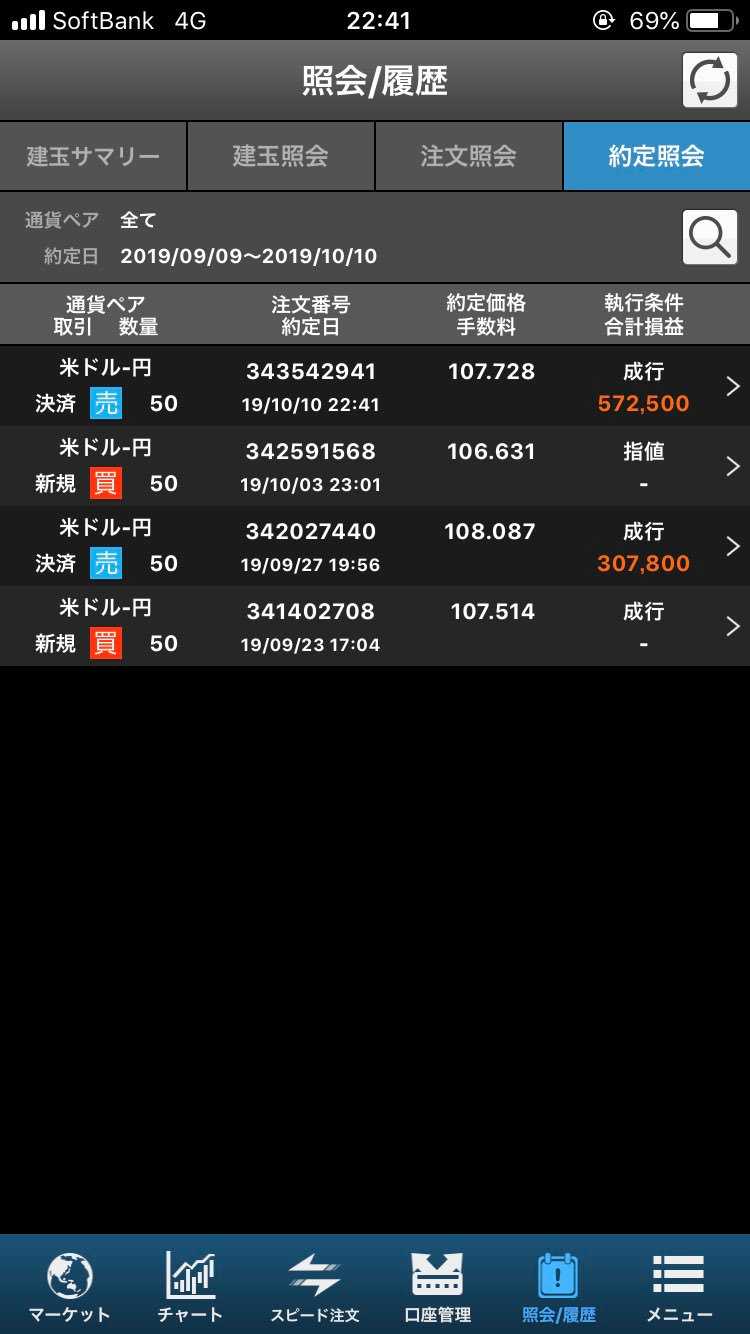 SoftBank 4G 22:41 69%
照会/履歴
建玉サマリー 建玉照会 注文照会 約定照会
通貨ペア 全て
約定日 2019/09/09～2019/10/10
通貨ペア 注文番号 約定価格 執行条件
取引 数量 約定日 手数料 合計損益
米ドル-円 343542941 107.728 成行
決済 売 50 19/10/10 22:41 572,500
米ドル-円 342591568 106.631 指値
新規 買 50 19/10/03 23:01 -
米ドル-円 342027440 108.087 成行
決済 売 50 19/09/27 19:56 307,800
米ドル-円 341402708 107.514 成行
新規 買 50 19/09/23 17:04 -
マーケット チャート スピード注文 口座管理 照会/履歴 メニュー